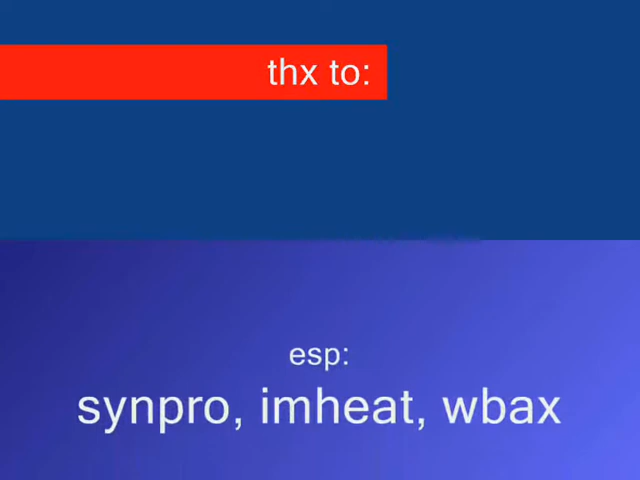 thx to:
esp:
synpro, imheat, wbax